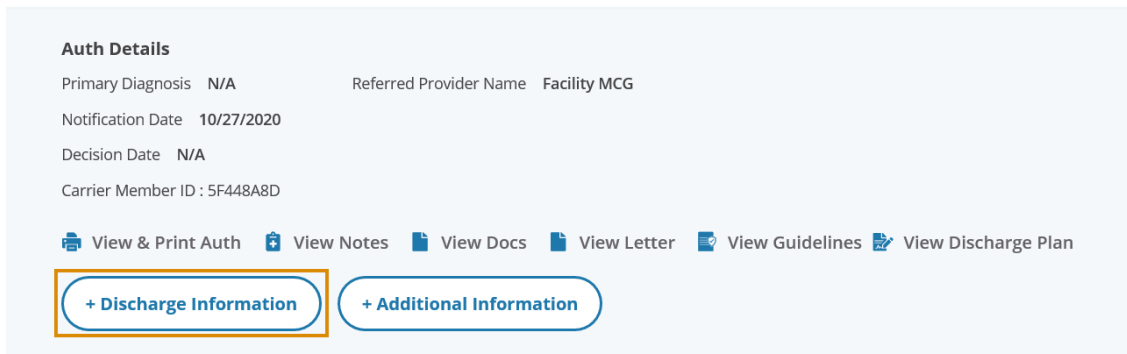 Auth Details
Primary Diagnosis N/A Referred Provider Name Facility MCG
Notification Date 10/27/2020
Decision Date N/A
Carrier Member ID : 5F448A8D
View & Print Auth View Notes View Docs View Letter View Guidelines View Discharge Plan
+ Discharge Information + Additional Information